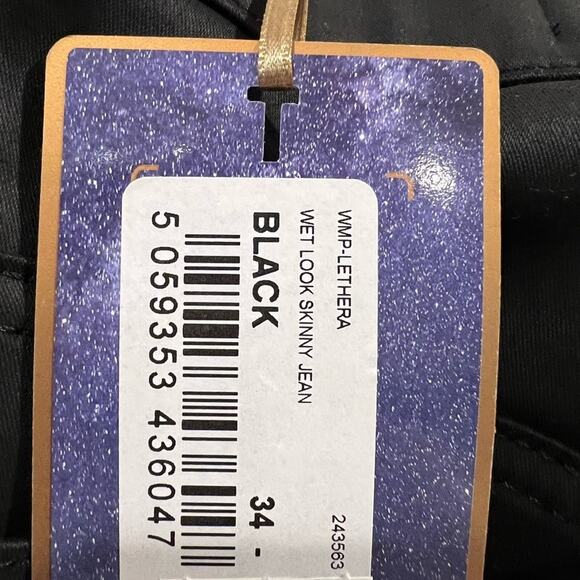 WMP-LETHERA 243563
WET LOOK SKINNY JEAN
BLACK 34 -
5 059353 436047